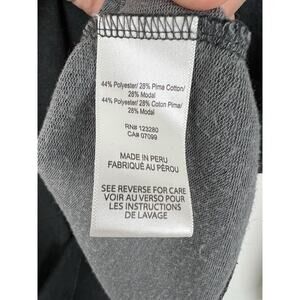 44% Polyester/ 28% Pima Cotton/
28% Modal
44% Polyester/ 28% Coton Pima/
28% Modal
RN# 123280
CA# 07099
MADE IN PERU
FABRIQUÉ AU PÉROU
SEE REVERSE FOR CARE
VOIR AU VERSO POUR
LES INSTRUCTIONS
DE LAVAGE